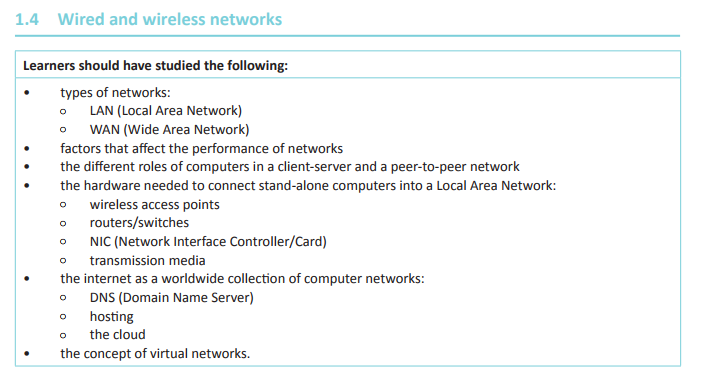 1.4 Wired and wireless networks
Learners should have studied the following:
• types of networks:
o LAN (Local Area Network)
o WAN (Wide Area Network)
• factors that affect the performance of networks
• the different roles of computers in a client-server and a peer-to-peer network
• the hardware needed to connect stand-alone computers into a Local Area Network:
o wireless access points
o routers/switches
o NIC (Network Interface Controller/Card)
o transmission media
• the internet as a worldwide collection of computer networks:
o DNS (Domain Name Server)
o hosting
o the cloud
• the concept of virtual networks.